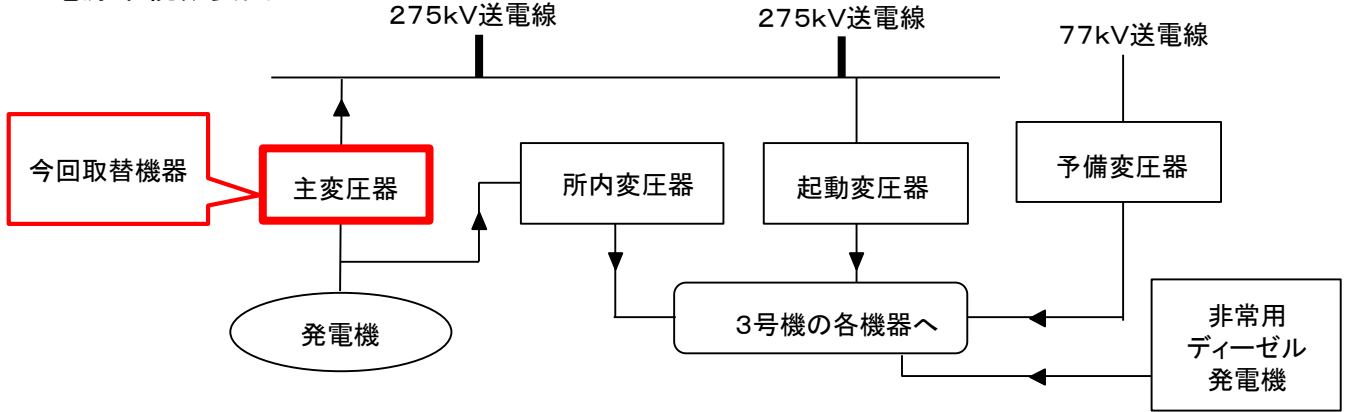 275kV送電線
275kV送電線
77kV送電線
今回取替機器
主変圧器
所内変圧器
起動変圧器
予備変圧器
発電機
3号機の各機器へ
非常用
ディーゼル
発電機